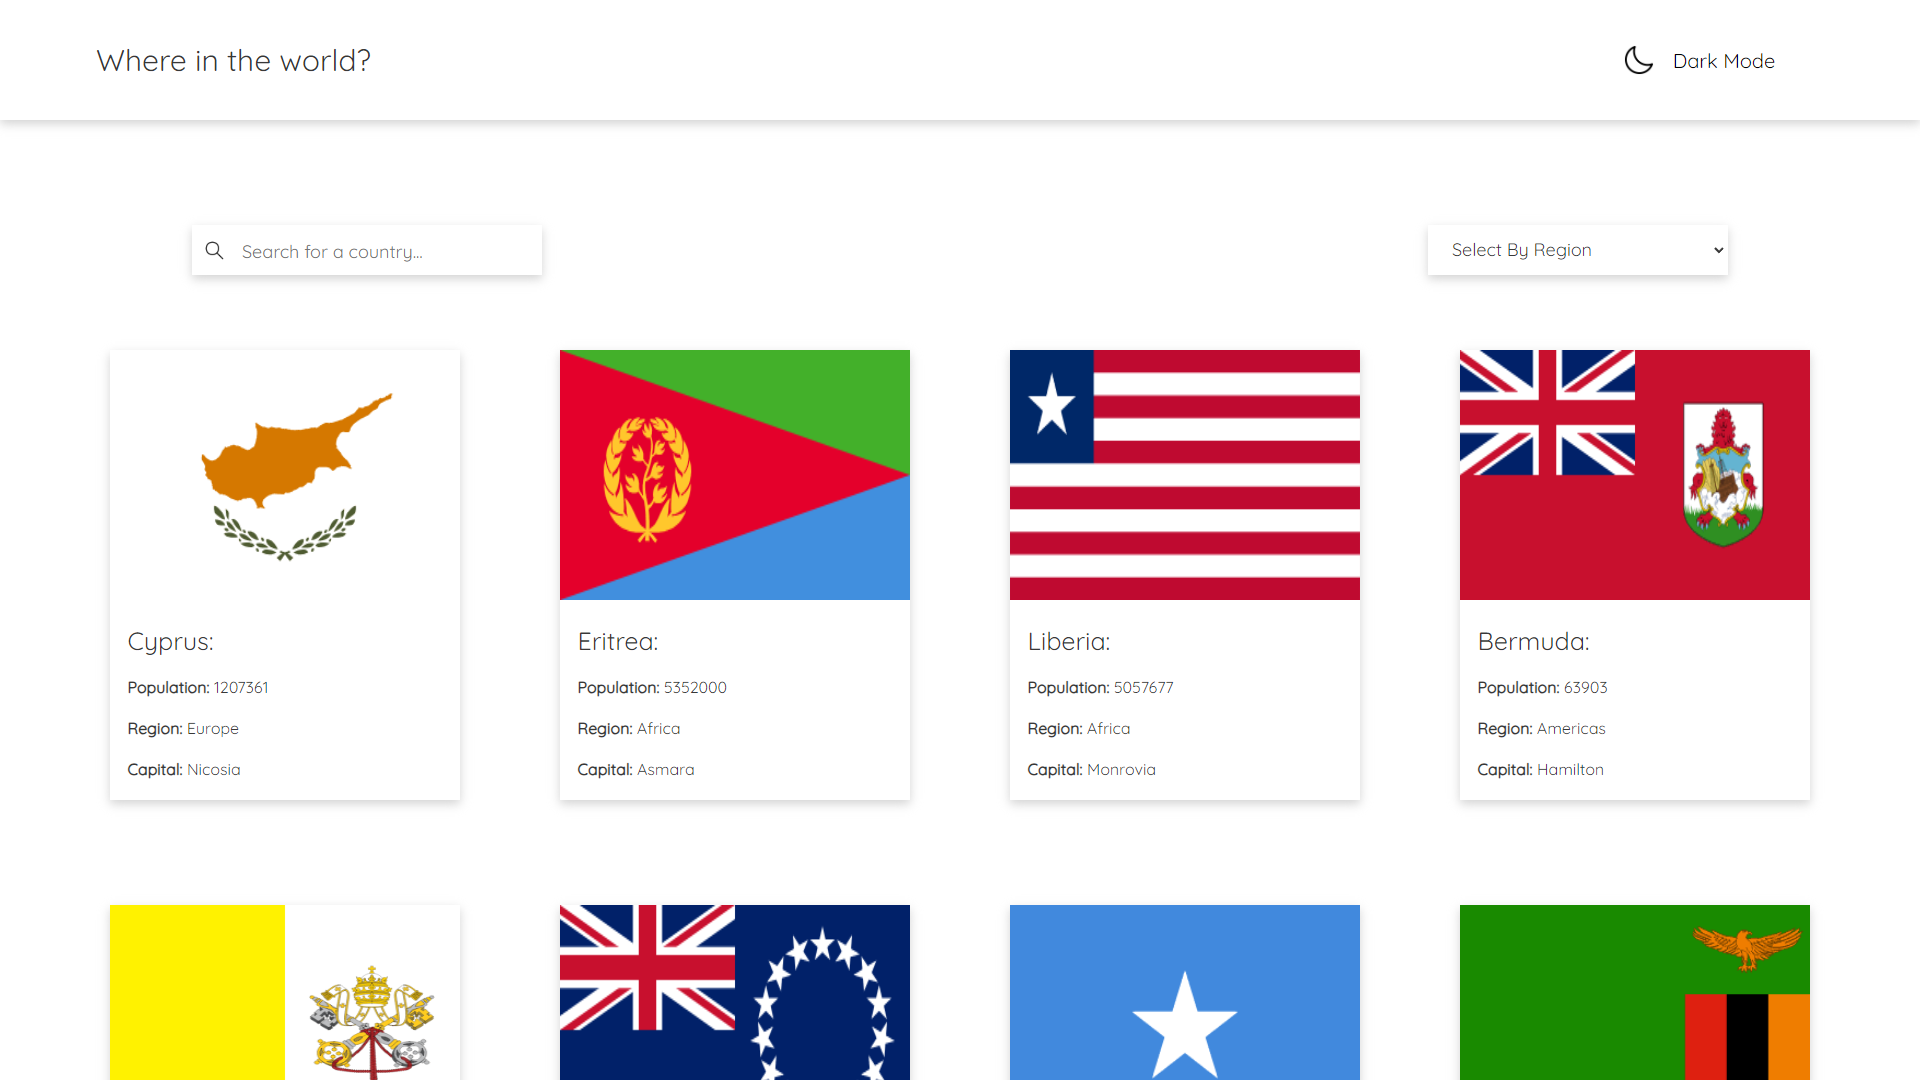 Where in the world?
Dark Mode
Search for a country...
Select By Region
Cyprus:
Population: 1207361
Region: Europe
Capital: Nicosia
Eritrea:
Population: 5352000
Region: Africa
Capital: Asmara
Liberia:
Population: 5057677
Region: Africa
Capital: Monrovia
Bermuda:
Population: 63903
Region: Americas
Capital: Hamilton